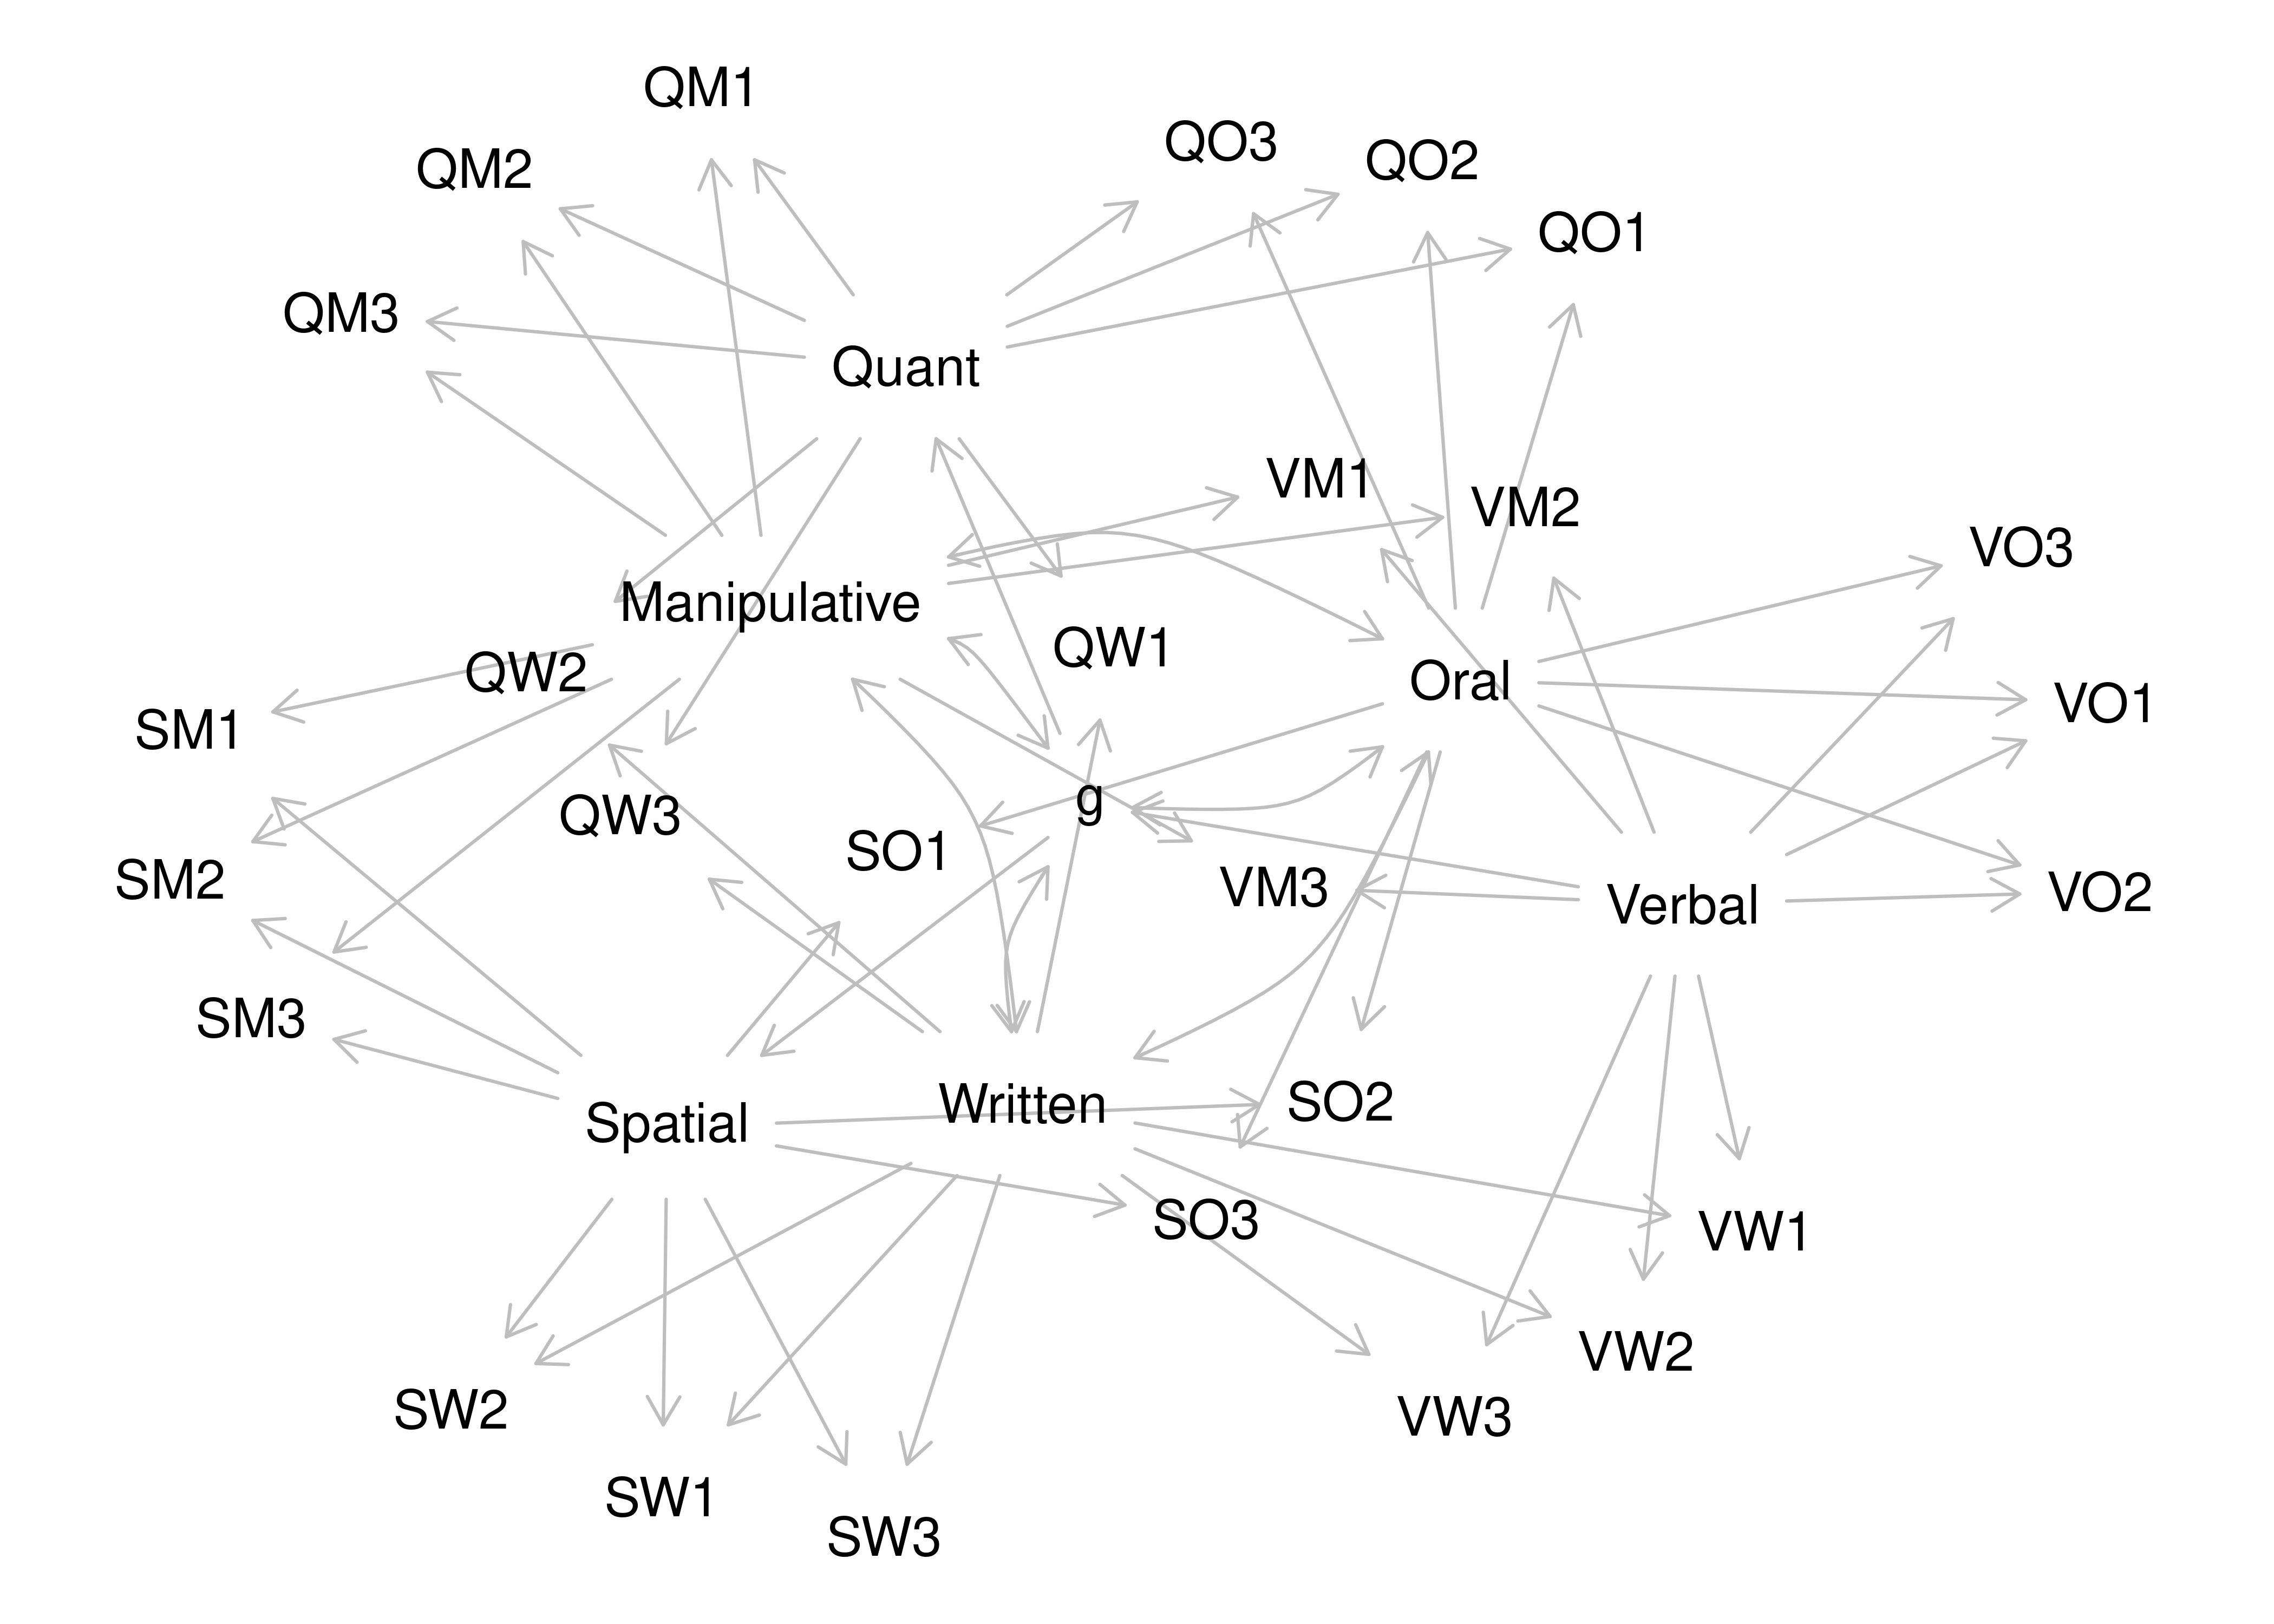 QM1
QO3
QO2
QM2
QO1
QM3
Quant
VM1
VM2
VO3
Manipulative
QW1
QW2
Oral
VO1
SM1
g
QW3
SO1
SM2
VM3
VO2
Verbal
SM3
SO2
Written
Spatial
SO3
VW1
VW2
SW2
VW3
SW1
SW3